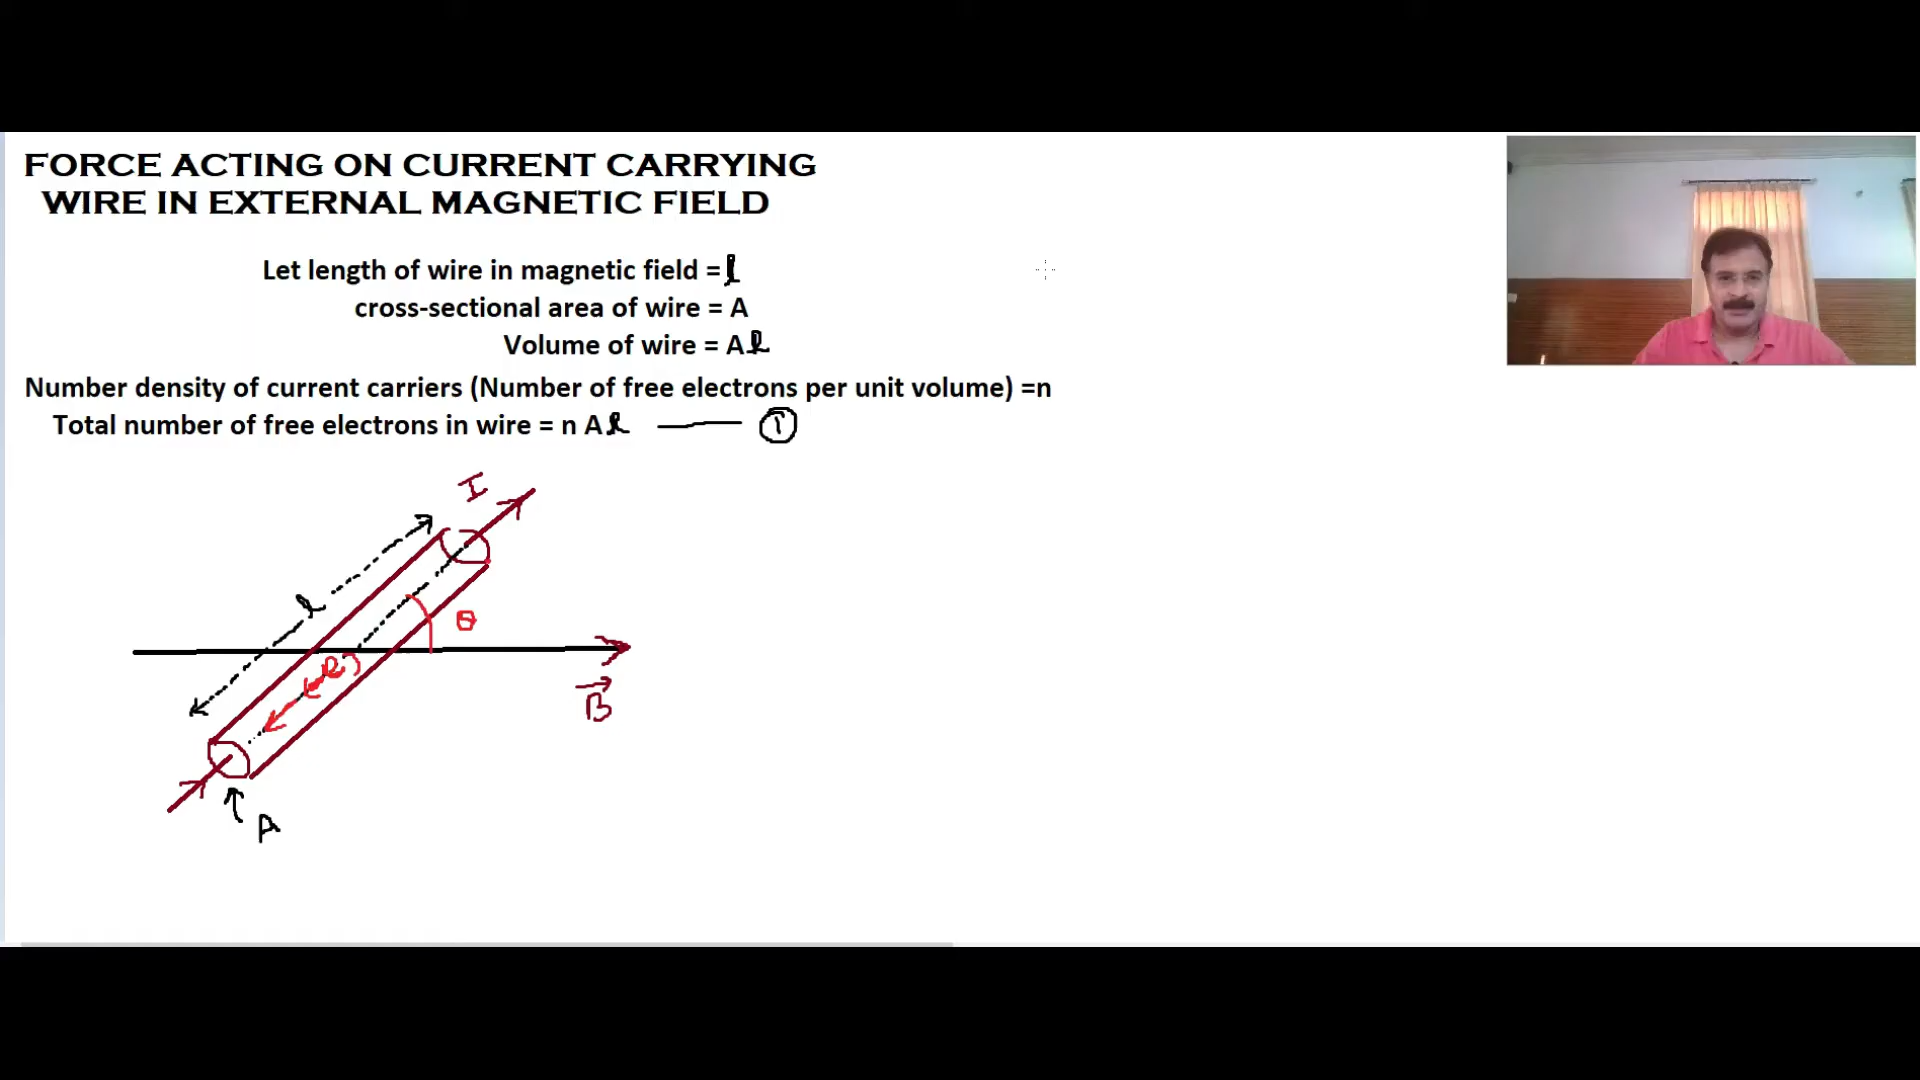 FORCE ACTING ON CURRENT CARRYING
WIRE IN EXTERNAL MAGNETIC FIELD
Let length of wire in magnetic field = l
cross-sectional area of wire = A
Volume of wire = Al
Number density of current carriers (Number of free electrons per unit volume) =n
Total number of free electrons in wire = n Al —— ①
I
l
θ
e
B
A